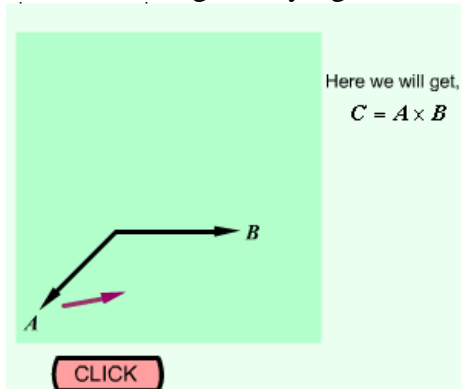 Here we will get,
C = A × B
B
A
CLICK